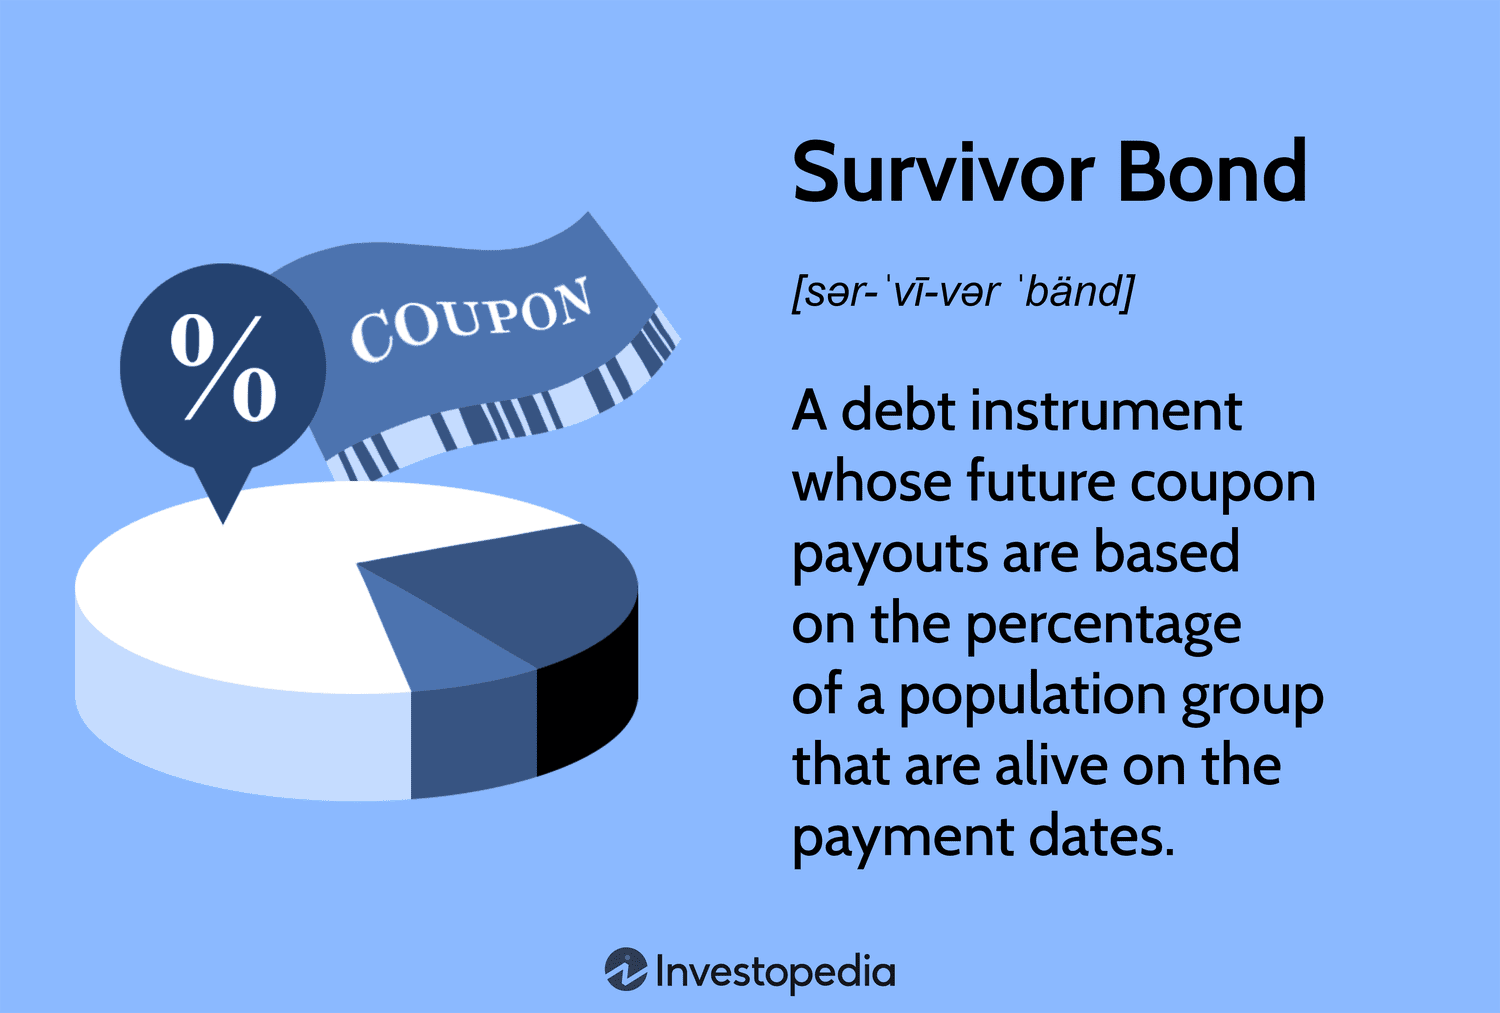 Survivor Bond
[sər-ˈvī-vər ˈbänd]
%
COUPON
A debt instrument
whose future coupon
payouts are based
on the percentage
of a population group
that are alive on the
payment dates.
Investopedia